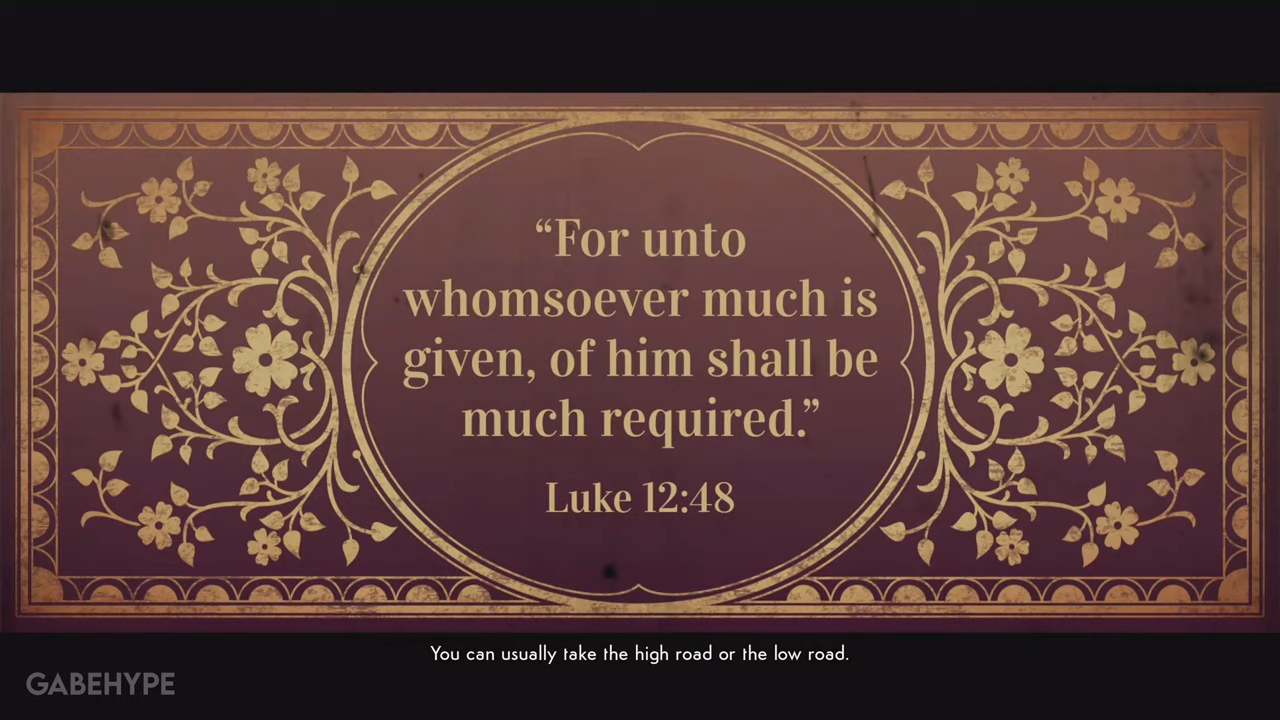 “For unto
whomsoever much is
given, of him shall be
much required.”
Luke 12:48
You can usually take the high road or the low road.
GABEHYPE